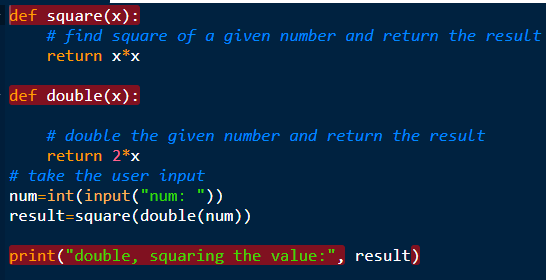 def square(x):
    # find square of a given number and return the result
    return x*x

def double(x):

    # double the given number and return the result
    return 2*x
# take the user input
num=int(input("num: "))
result=square(double(num))

print("double, squaring the value:", result)